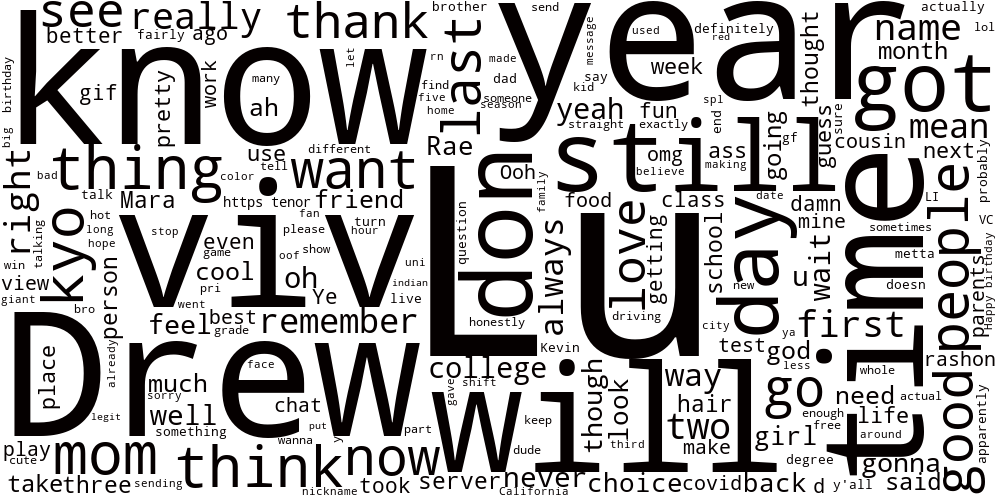 see
really
thank
brother
send
actually
better
fairly
ago
know
year
last
definitely
used
red
message
name
lol
month
birthday
gif
pretty
work
many
let
rn
made
ah
find
dad
five
someone
home
season
say
kid
week
thought
got
yeah
fun
spl
straight
exactly
end
sure
mean
big
use
different
Rae
still
omg
ass
making
believe
going
gf
guess
cousin
next
probably
thing
tell
want
Ooh
right
bad
color
talk
Mara
https tenor
friend
don
family
food
class
date
damn
mine
time
people
LI
VC
hot
long
hope
kyo
viv
stop
fan
please
turn
hour
question
Lu
always
love
getting
school
day
wait
sometimes
talking
person
even
game
oof
show
cool
oh
uni
u
metta
parents
Happy birthday
win
view
pri
indian
new
doesn
giant
bro
went
Ye
live
feel
best
remember
honestly
driving
first
grade
city
ya
Drew
already
place
face
Kevin
test
god
less
rashon
college
though
way
whole
much
sorry
shift
gave
look
go
need
actual
legit
well
chat
will
hair
enough
life
good
something
put
part
keep
third
two
free
wanna
y
make
girl
around
play
mom
think
now
dude
degree
gonna
apparently
cute
take
three
sending
nickname
took
server
never
California
choice
covid
back
d
y'all
said